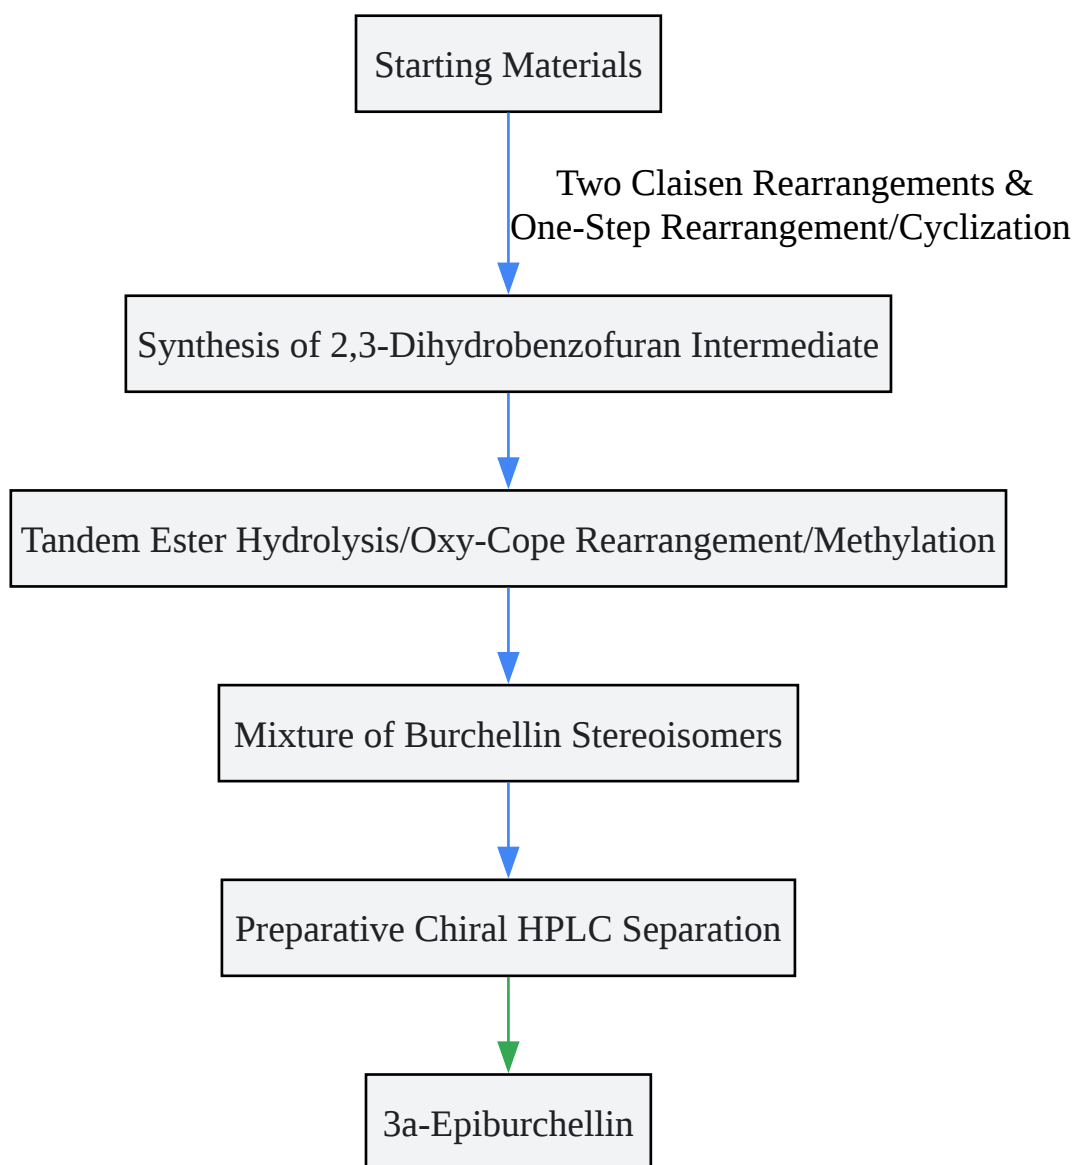 Starting Materials
Two Claisen Rearrangements &
One-Step Rearrangement/Cyclization
Synthesis of 2,3-Dihydrobenzofuran Intermediate
Tandem Ester Hydrolysis/Oxy-Cope Rearrangement/Methylation
Mixture of Burchellin Stereoisomers
Preparative Chiral HPLC Separation
3a-Epiburchellin